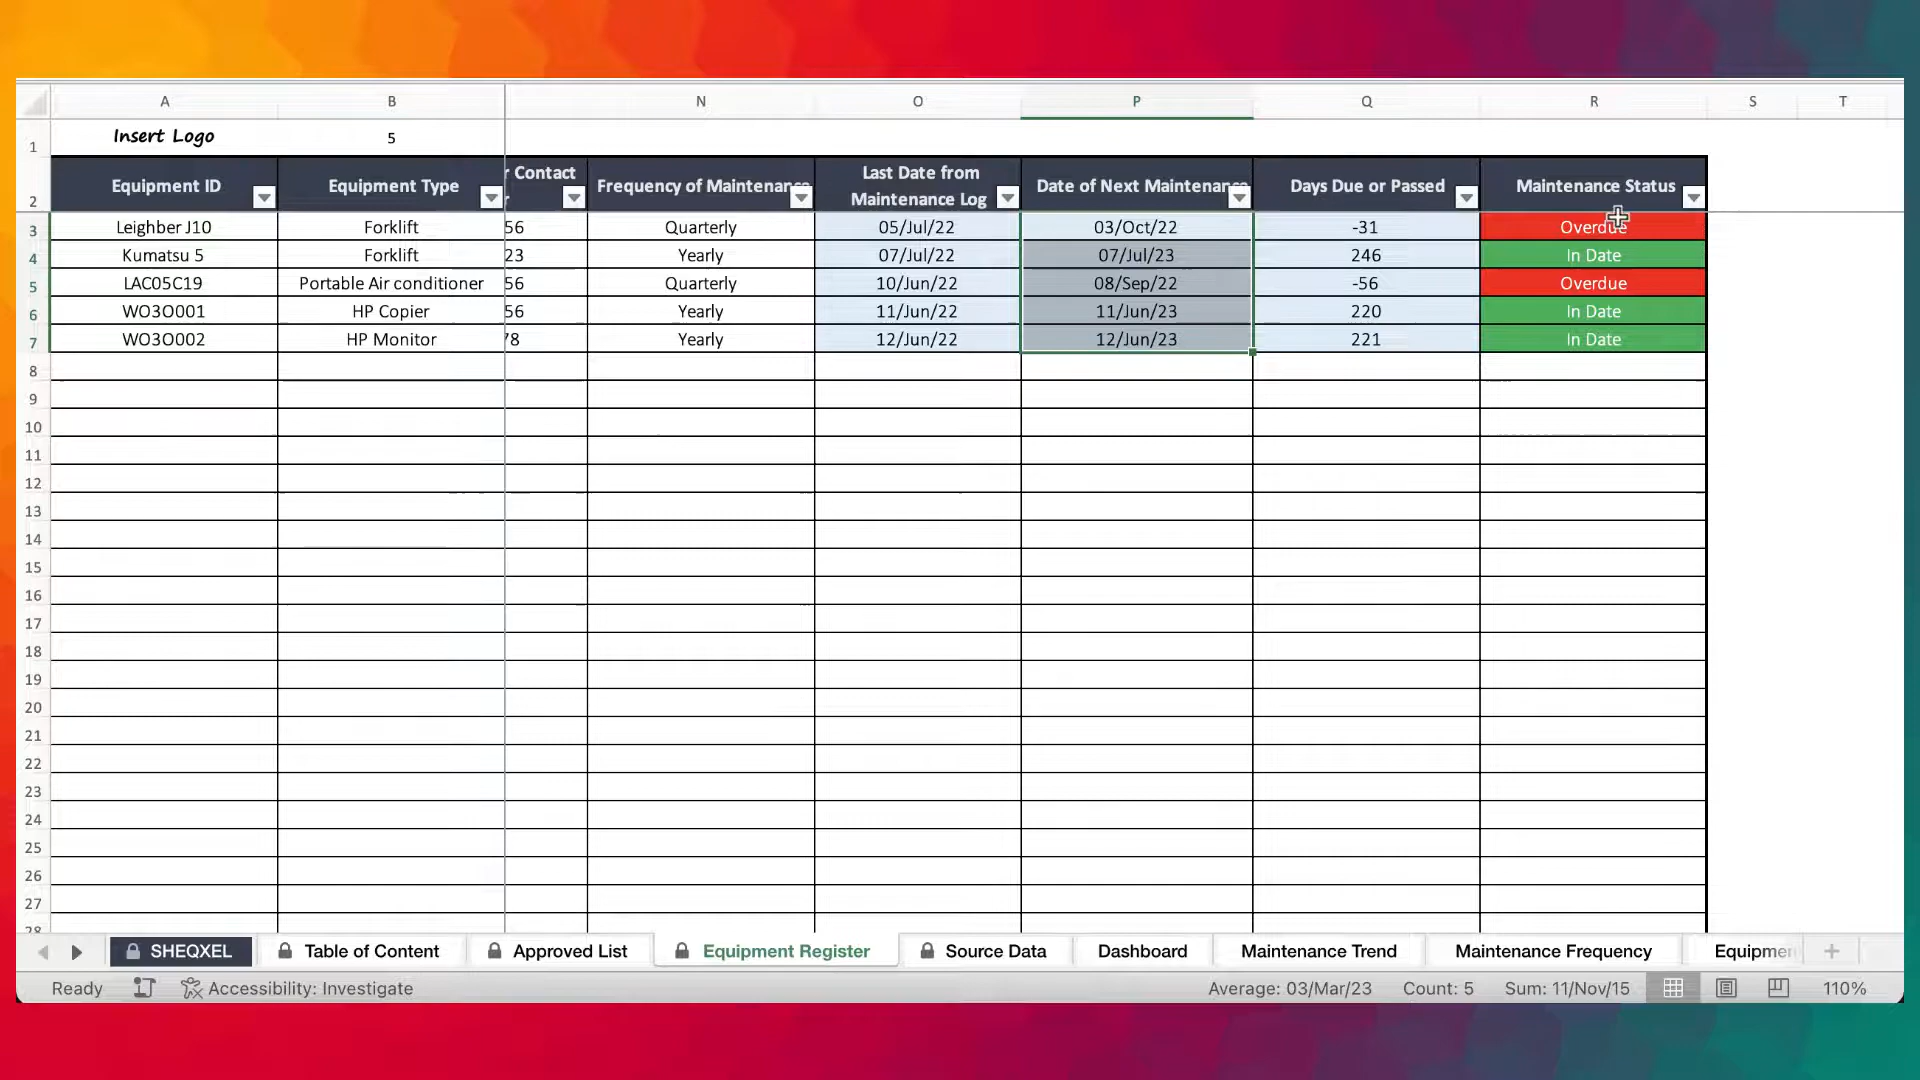 A B N O P Q R S T
1 Insert Logo 5
2 Equipment ID Equipment Type r Contact Frequency of Maintenance Last Date from Maintenance Log Date of Next Maintenance Days Due or Passed Maintenance Status
3 Leighber J10 Forklift 56 Quarterly 05/Jul/22 03/Oct/22 -31 Overdue
4 Kumatsu 5 Forklift 23 Yearly 07/Jul/22 07/Jul/23 246 In Date
5 LAC05C19 Portable Air conditioner 56 Quarterly 10/Jun/22 08/Sep/22 -56 Overdue
6 WO3O001 HP Copier 56 Yearly 11/Jun/22 11/Jun/23 220 In Date
7 WO3O002 HP Monitor 78 Yearly 12/Jun/22 12/Jun/23 221 In Date
8
9
10
11
12
13
14
15
16
17
18
19
20
21
22
23
24
25
26
27
28
SHEQXEL Table of Content Approved List Equipment Register Source Data Dashboard Maintenance Trend Maintenance Frequency Equipmen
Ready Accessibility: Investigate Average: 03/Mar/23 Count: 5 Sum: 11/Nov/15 110%